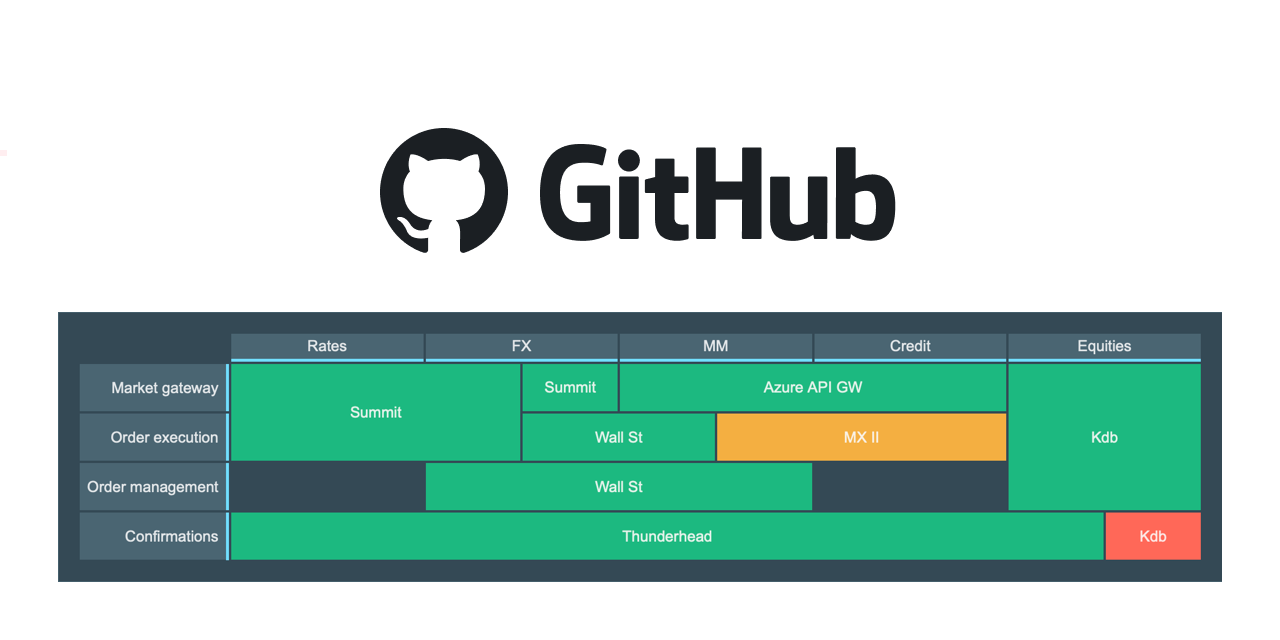 GitHub
Rates FX MM Credit Equities
Market gateway Summit Summit Azure API GW Kdb
Order execution Wall St MX II
Order management Wall St
Confirmations Thunderhead Kdb